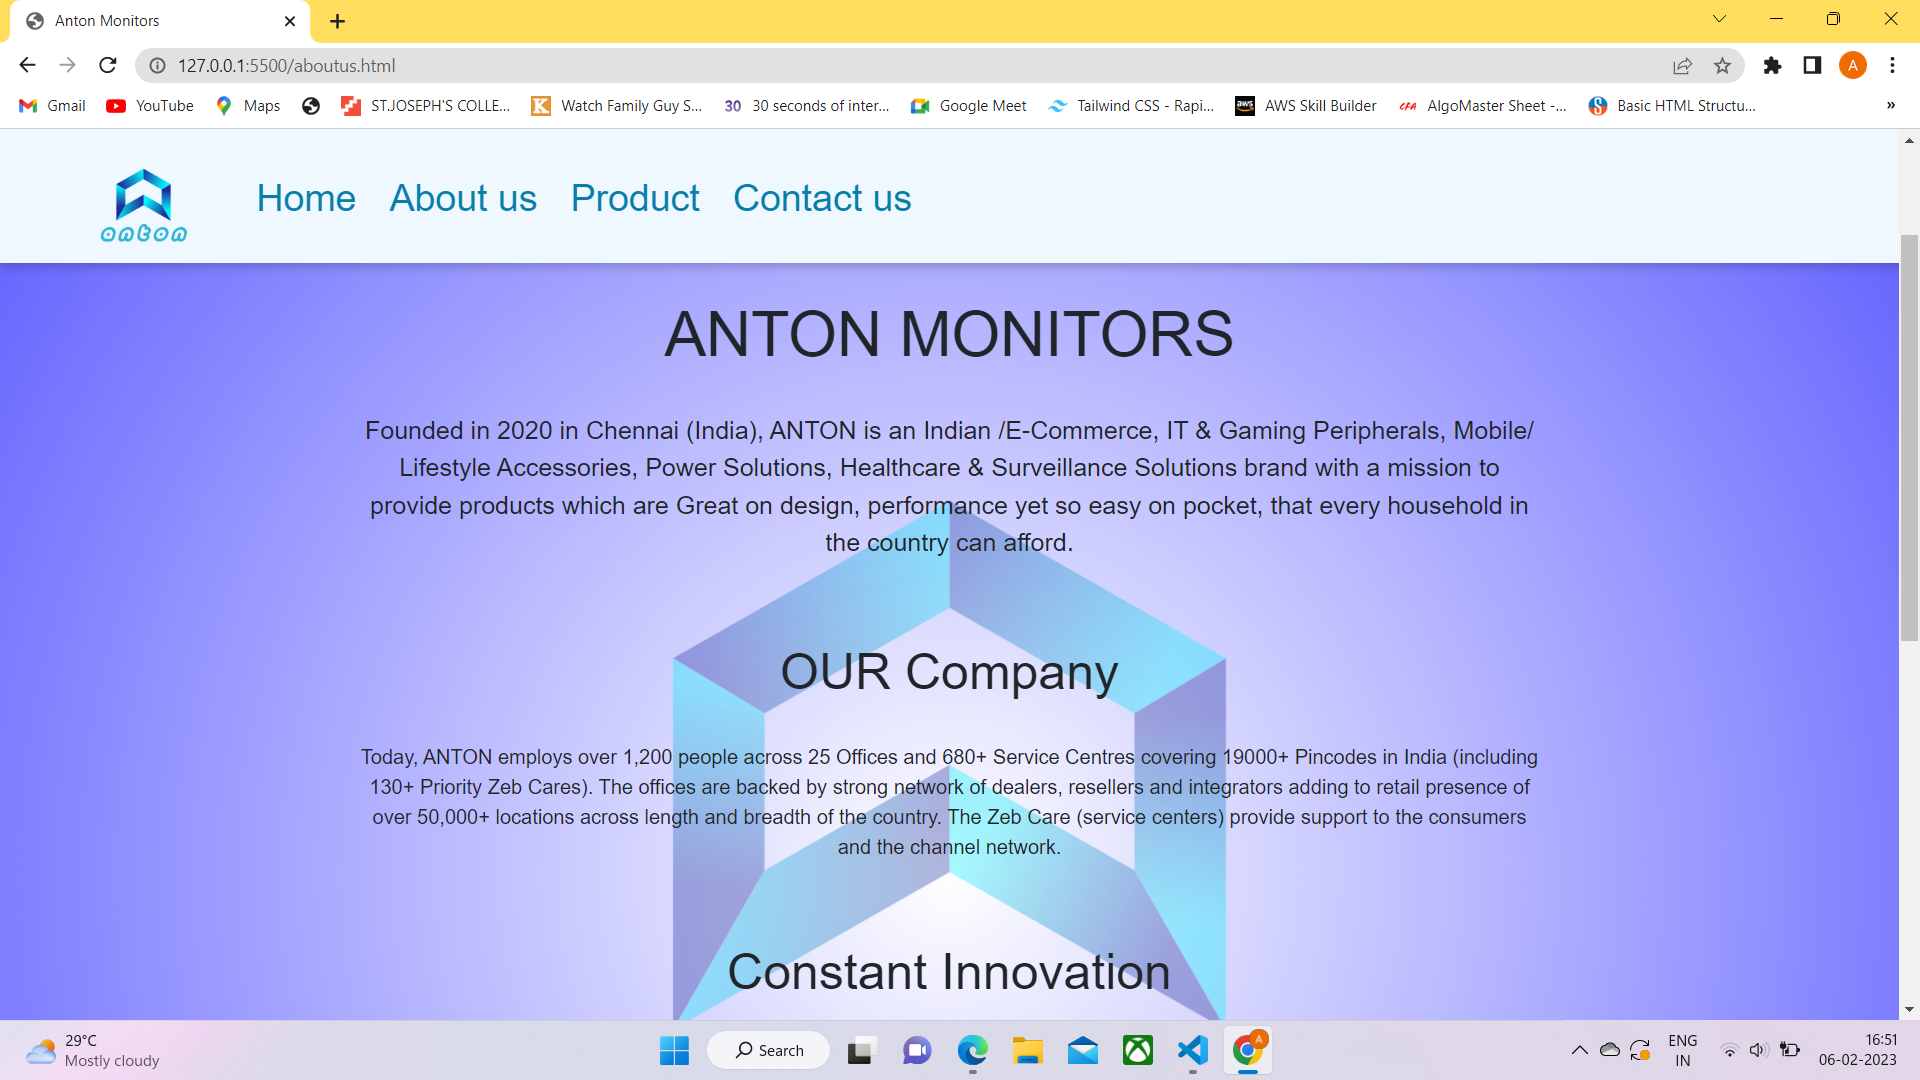 Anton Monitors
127.0.0.1:5500/aboutus.html
A
Gmail
YouTube
Maps
ST.JOSEPH'S COLLE...
K
Watch Family Guy S...
30
30 seconds of inter...
Google Meet
Tailwind CSS - Rapi...
aws
AWS Skill Builder
CFA
AlgoMaster Sheet -...
Basic HTML Structu...
»
anton
Home
About us
Product
Contact us
ANTON MONITORS
Founded in 2020 in Chennai (India), ANTON is an Indian /E-Commerce, IT & Gaming Peripherals, Mobile/
Lifestyle Accessories, Power Solutions, Healthcare & Surveillance Solutions brand with a mission to
provide products which are Great on design, performance yet so easy on pocket, that every household in
the country can afford.
OUR Company
Today, ANTON employs over 1,200 people across 25 Offices and 680+ Service Centres covering 19000+ Pincodes in India (including
130+ Priority Zeb Cares). The offices are backed by strong network of dealers, resellers and integrators adding to retail presence of
over 50,000+ locations across length and breadth of the country. The Zeb Care (service centers) provide support to the consumers
and the channel network.
Constant Innovation
29°C
Mostly cloudy
Search
A
ENG
IN
16:51
06-02-2023